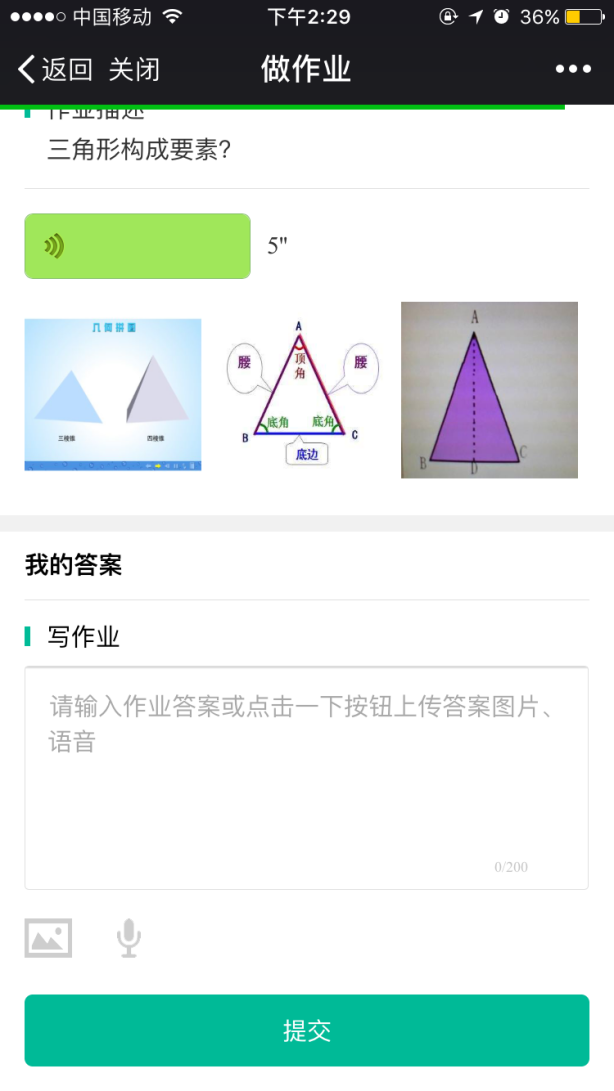 中国移动 下午2:29 36%
返回 关闭 做作业
作业描述
三角形构成要素?
5"
几何拼图
三棱锥 四棱锥
A
腰 顶角 腰
底角 底角
B C
底边
A
B D C
我的答案
写作业
请输入作业答案或点击一下按钮上传答案图片、
语音
0/200
提交